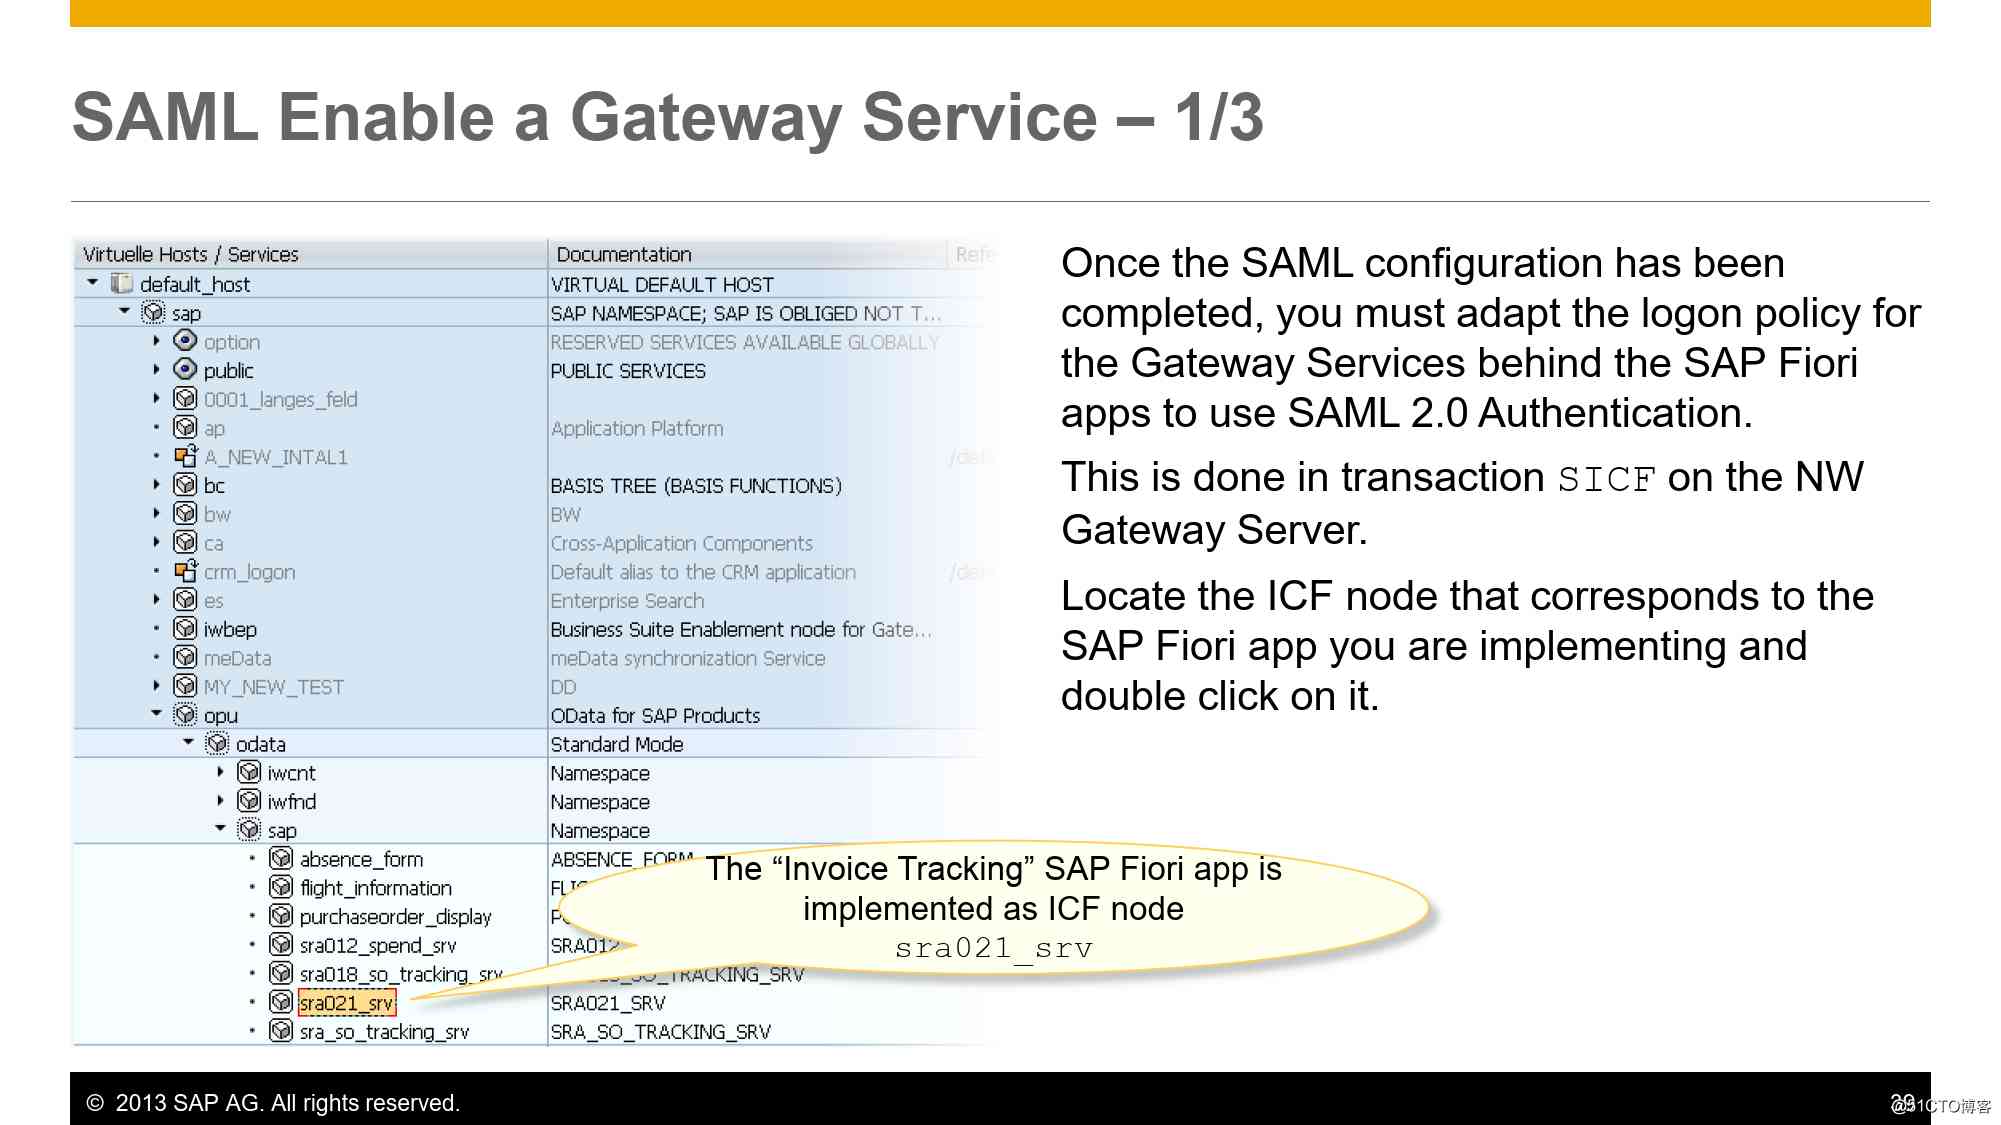 SAML Enable a Gateway Service – 1/3
Virtuelle Hosts / Services Documentation
default_host VIRTUAL DEFAULT HOST
sap SAP NAMESPACE; SAP IS OBLIGED NOT T...
option RESERVED SERVICES AVAILABLE GLOBALLY
public PUBLIC SERVICES
0001_langes_feld
ap Application Platform
A_NEW_INTAL1
bc BASIS TREE (BASIS FUNCTIONS)
bw BW
ca Cross-Application Components
crm_logon Default alias to the CRM application
es Enterprise Search
iwbep Business Suite Enablement node for Gate...
meData meData synchronization Service
MY_NEW_TEST DD
opu OData for SAP Products
odata Standard Mode
iwcnt Namespace
iwfnd Namespace
sap Namespace
absence_form ABSENCE_FORM
flight_information
purchaseorder_display
sra012_spend_srv SRA012
sra018_so_tracking_srv _SO_TRACKING_SRV
sra021_srv SRA021_SRV
sra_so_tracking_srv SRA_SO_TRACKING_SRV
Once the SAML configuration has been
completed, you must adapt the logon policy for
the Gateway Services behind the SAP Fiori
apps to use SAML 2.0 Authentication.
This is done in transaction SICF on the NW
Gateway Server.
Locate the ICF node that corresponds to the
SAP Fiori app you are implementing and
double click on it.
The “Invoice Tracking” SAP Fiori app is
implemented as ICF node
sra021_srv
© 2013 SAP AG. All rights reserved.
@51CTO博客